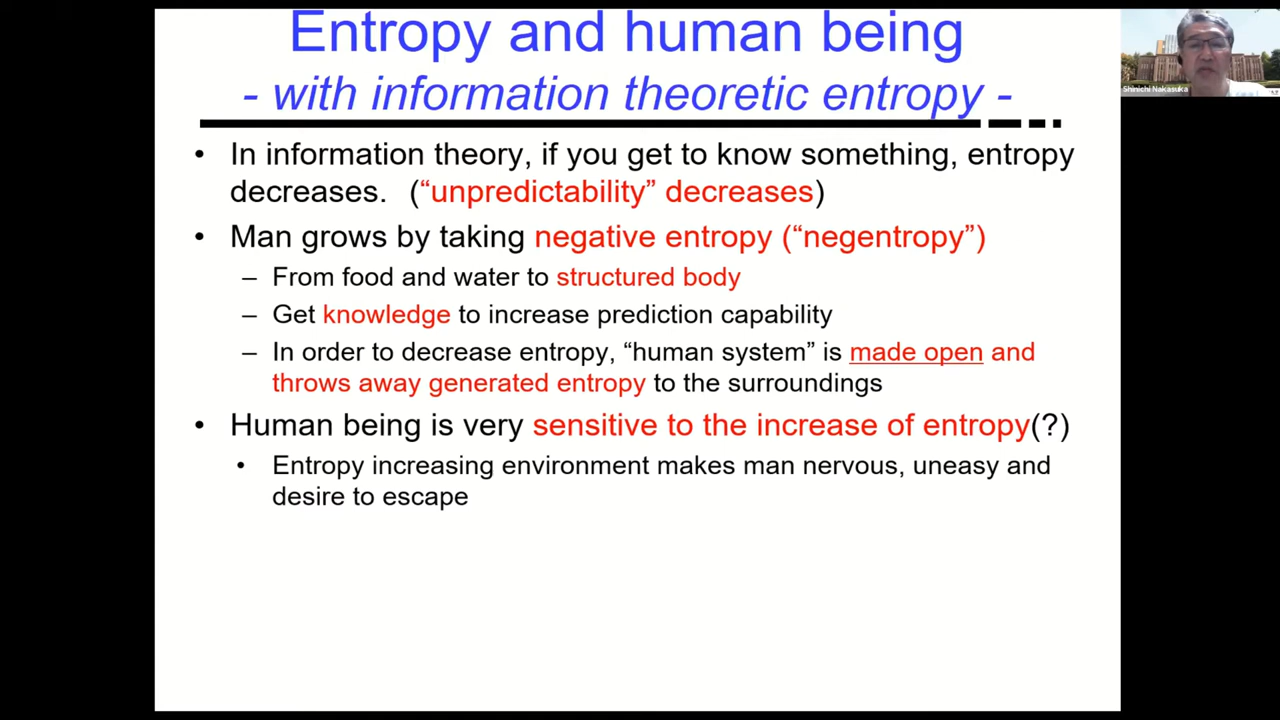 Entropy and human being
- with information theoretic entropy -
• In information theory, if you get to know something, entropy
decreases. (“unpredictability” decreases)
• Man grows by taking negative entropy (“negentropy”)
– From food and water to structured body
– Get knowledge to increase prediction capability
– In order to decrease entropy, “human system” is made open and
throws away generated entropy to the surroundings
• Human being is very sensitive to the increase of entropy(?)
• Entropy increasing environment makes man nervous, uneasy and
desire to escape
Shinichi Nakasuka